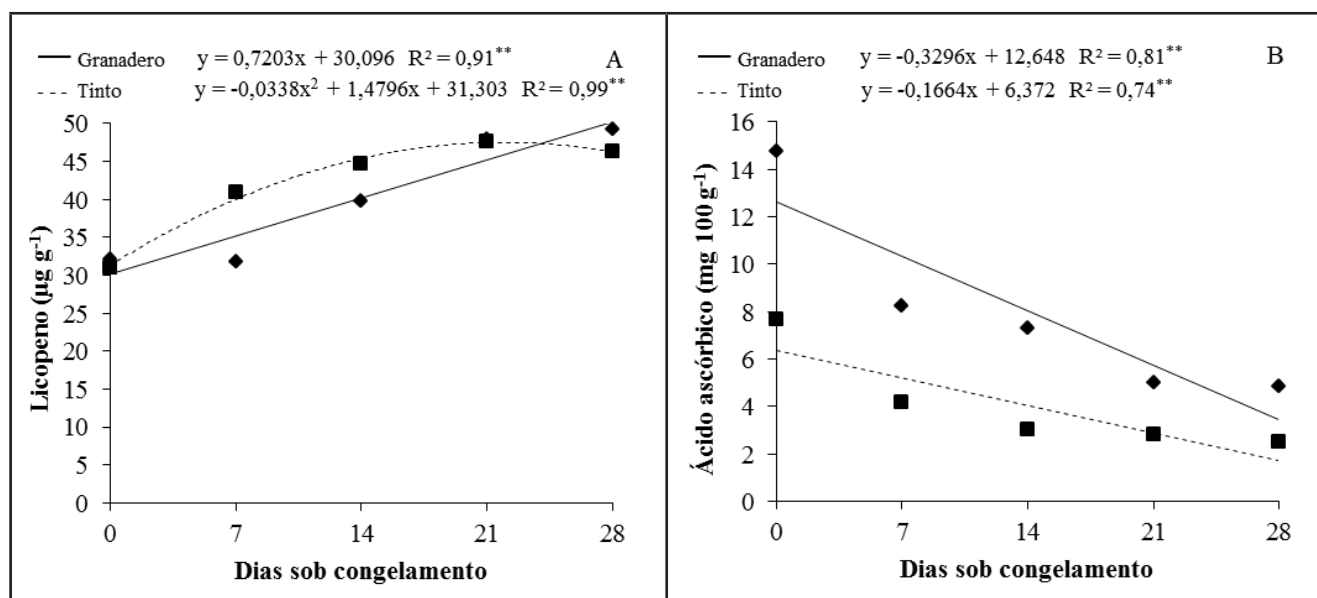 Granadero y = 0,7203x + 30,096 R² = 0,91** A
Tinto y = -0,0338x² + 1,4796x + 31,303 R² = 0,99**
50
45
40
35
30
25
20
15
10
5
0
Licopeno (µg g⁻¹)
0 7 14 21 28
Dias sob congelamento
Granadero y = -0,3296x + 12,648 R² = 0,81** B
Tinto y = -0,1664x + 6,372 R² = 0,74**
16
14
12
10
8
6
4
2
0
Ácido ascórbico (mg 100 g⁻¹)
0 7 14 21 28
Dias sob congelamento